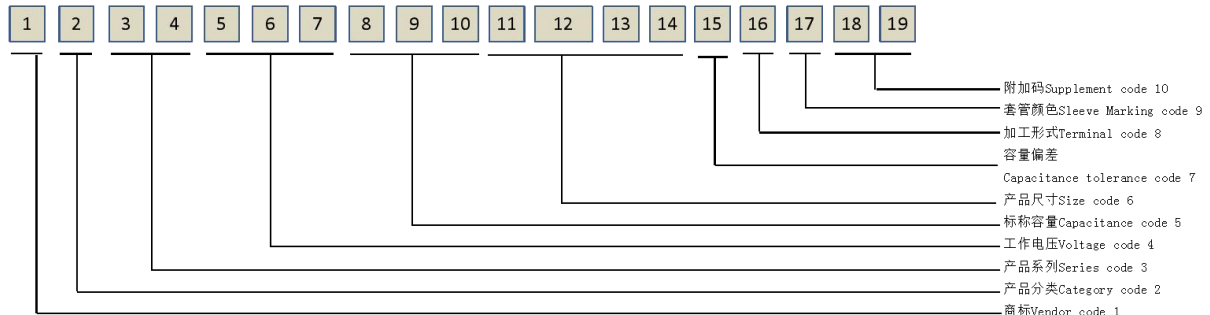 1 2 3 4 5 6 7 8 9 10 11 12 13 14 15 16 17 18 19
附加码Supplement code 10
套管颜色Sleeve Marking code 9
加工形式Terminal code 8
容量偏差
Capacitance tolerance code 7
产品尺寸Size code 6
标称容量Capacitance code 5
工作电压Voltage code 4
产品系列Series code 3
产品分类Category code 2
商标Vendor code 1